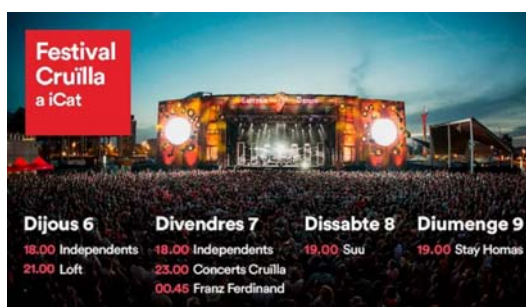 Festival
Cruïlla
a iCat
Dijous 6
18.00 Independents
21.00 Loft
Divendres 7
18.00 Independents
23.00 Concerts Cruïlla
00.45 Franz Ferdinand
Dissabte 8
19.00 Suu
Diumenge 9
19.00 Stay Homas